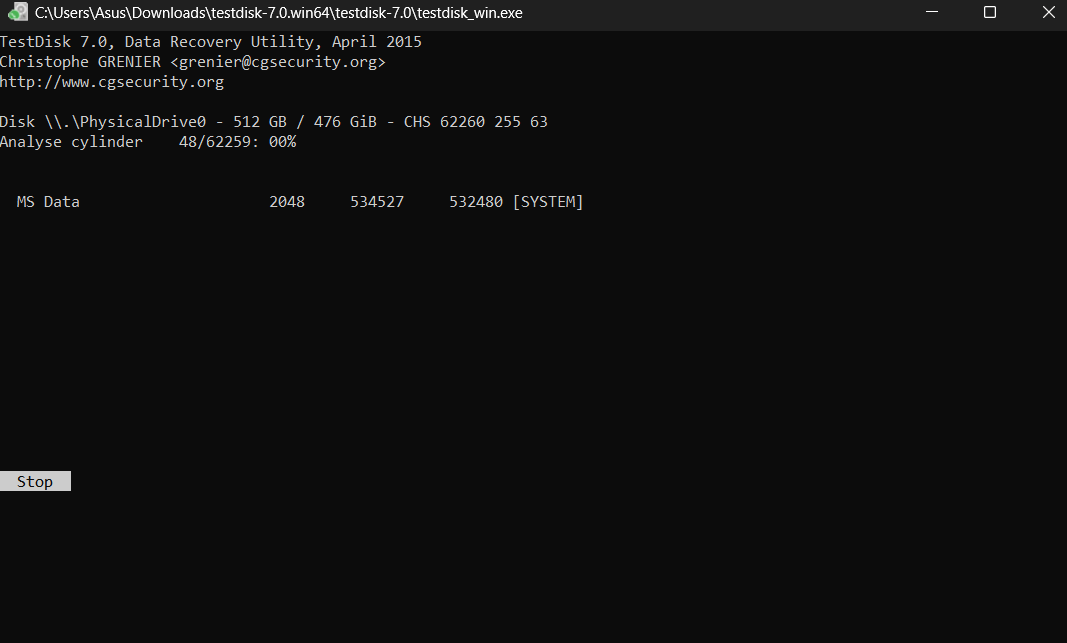 C:\Users\Asus\Downloads\testdisk-7.0.win64\testdisk-7.0\testdisk_win.exe
TestDisk 7.0, Data Recovery Utility, April 2015
Christophe GRENIER <grenier@cgsecurity.org>
http://www.cgsecurity.org
Disk \\.\PhysicalDrive0 - 512 GB / 476 GiB - CHS 62260 255 63
Analyse cylinder    48/62259: 00%
MS Data                     2048     534527     532480 [SYSTEM]
Stop